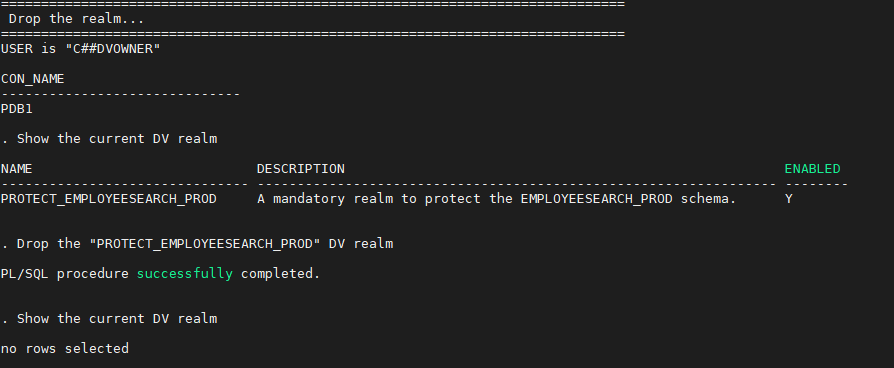 ==============================================================================
Drop the realm...
==============================================================================
USER is "C##DVOWNER"
CON_NAME
------------------------------
PDB1
. Show the current DV realm
NAME DESCRIPTION ENABLED
------------------------------- ----------------------------------------------------------------- --------
PROTECT_EMPLOYEESEARCH_PROD A mandatory realm to protect the EMPLOYEESEARCH_PROD schema. Y
. Drop the "PROTECT_EMPLOYEESEARCH_PROD" DV realm
PL/SQL procedure successfully completed.
. Show the current DV realm
no rows selected